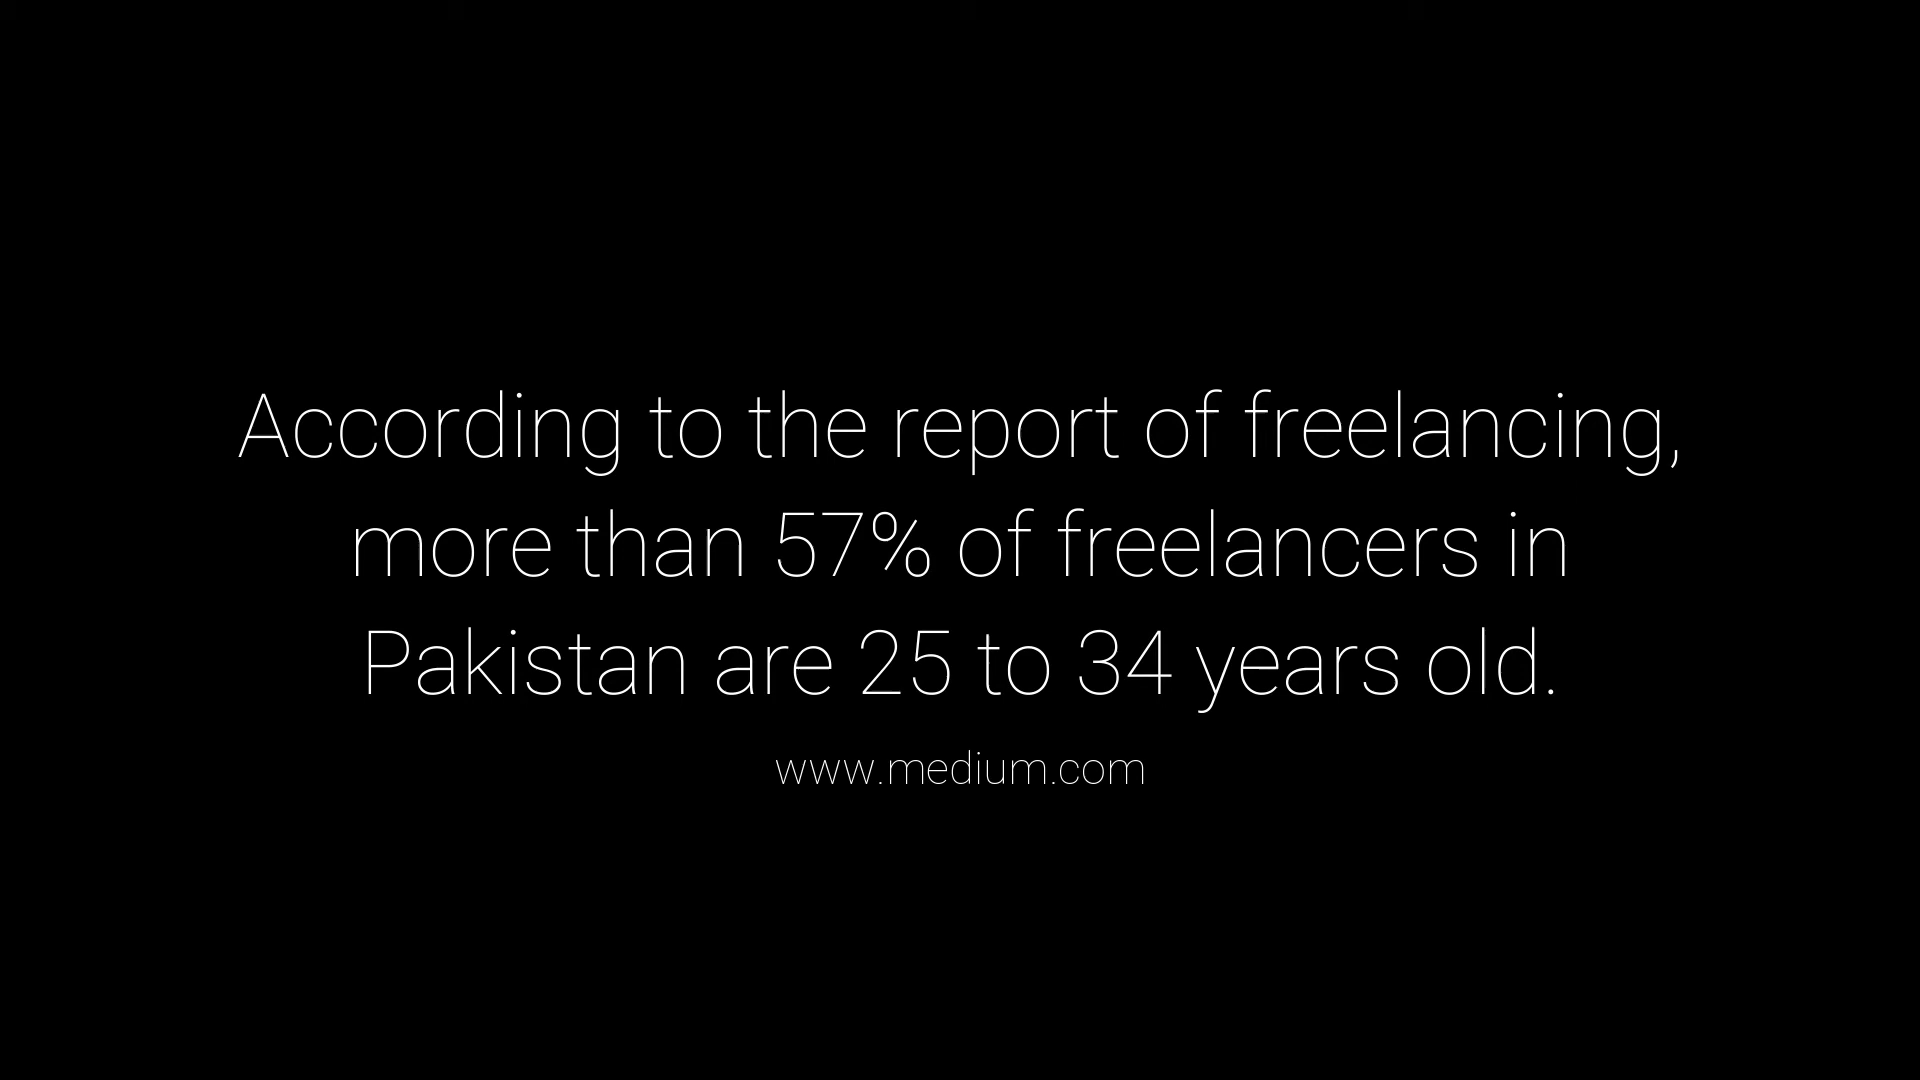 According to the report of freelancing,
more than 57% of freelancers in
Pakistan are 25 to 34 years old.
www.medium.com